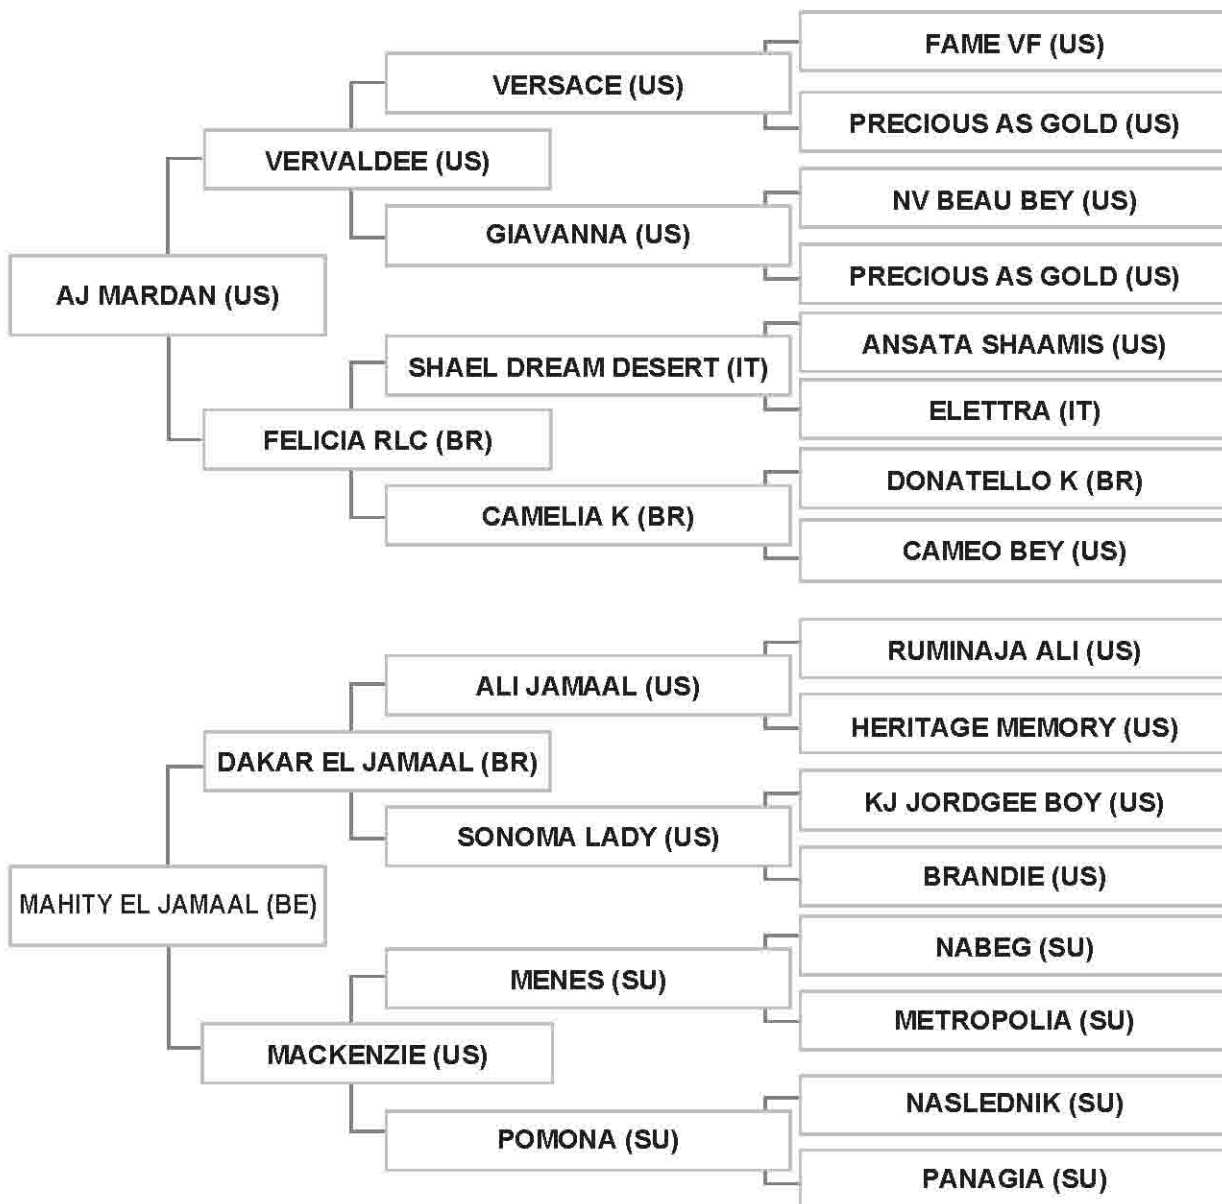 FAME VF (US)
VERSACE (US)
PRECIOUS AS GOLD (US)
VERVALDEE (US)
NV BEAU BEY (US)
GIAVANNA (US)
PRECIOUS AS GOLD (US)
AJ MARDAN (US)
ANSATA SHAAMIS (US)
SHAEL DREAM DESERT (IT)
ELETTRA (IT)
FELICIA RLC (BR)
DONATELLO K (BR)
CAMELIA K (BR)
CAMEO BEY (US)
RUMINAJA ALI (US)
ALI JAMAAL (US)
HERITAGE MEMORY (US)
DAKAR EL JAMAAL (BR)
KJ JORDGEE BOY (US)
SONOMA LADY (US)
BRANDIE (US)
MAHITY EL JAMAAL (BE)
NABEG (SU)
MENES (SU)
METROPOLIA (SU)
MACKENZIE (US)
NASLEDNIK (SU)
POMONA (SU)
PANAGIA (SU)